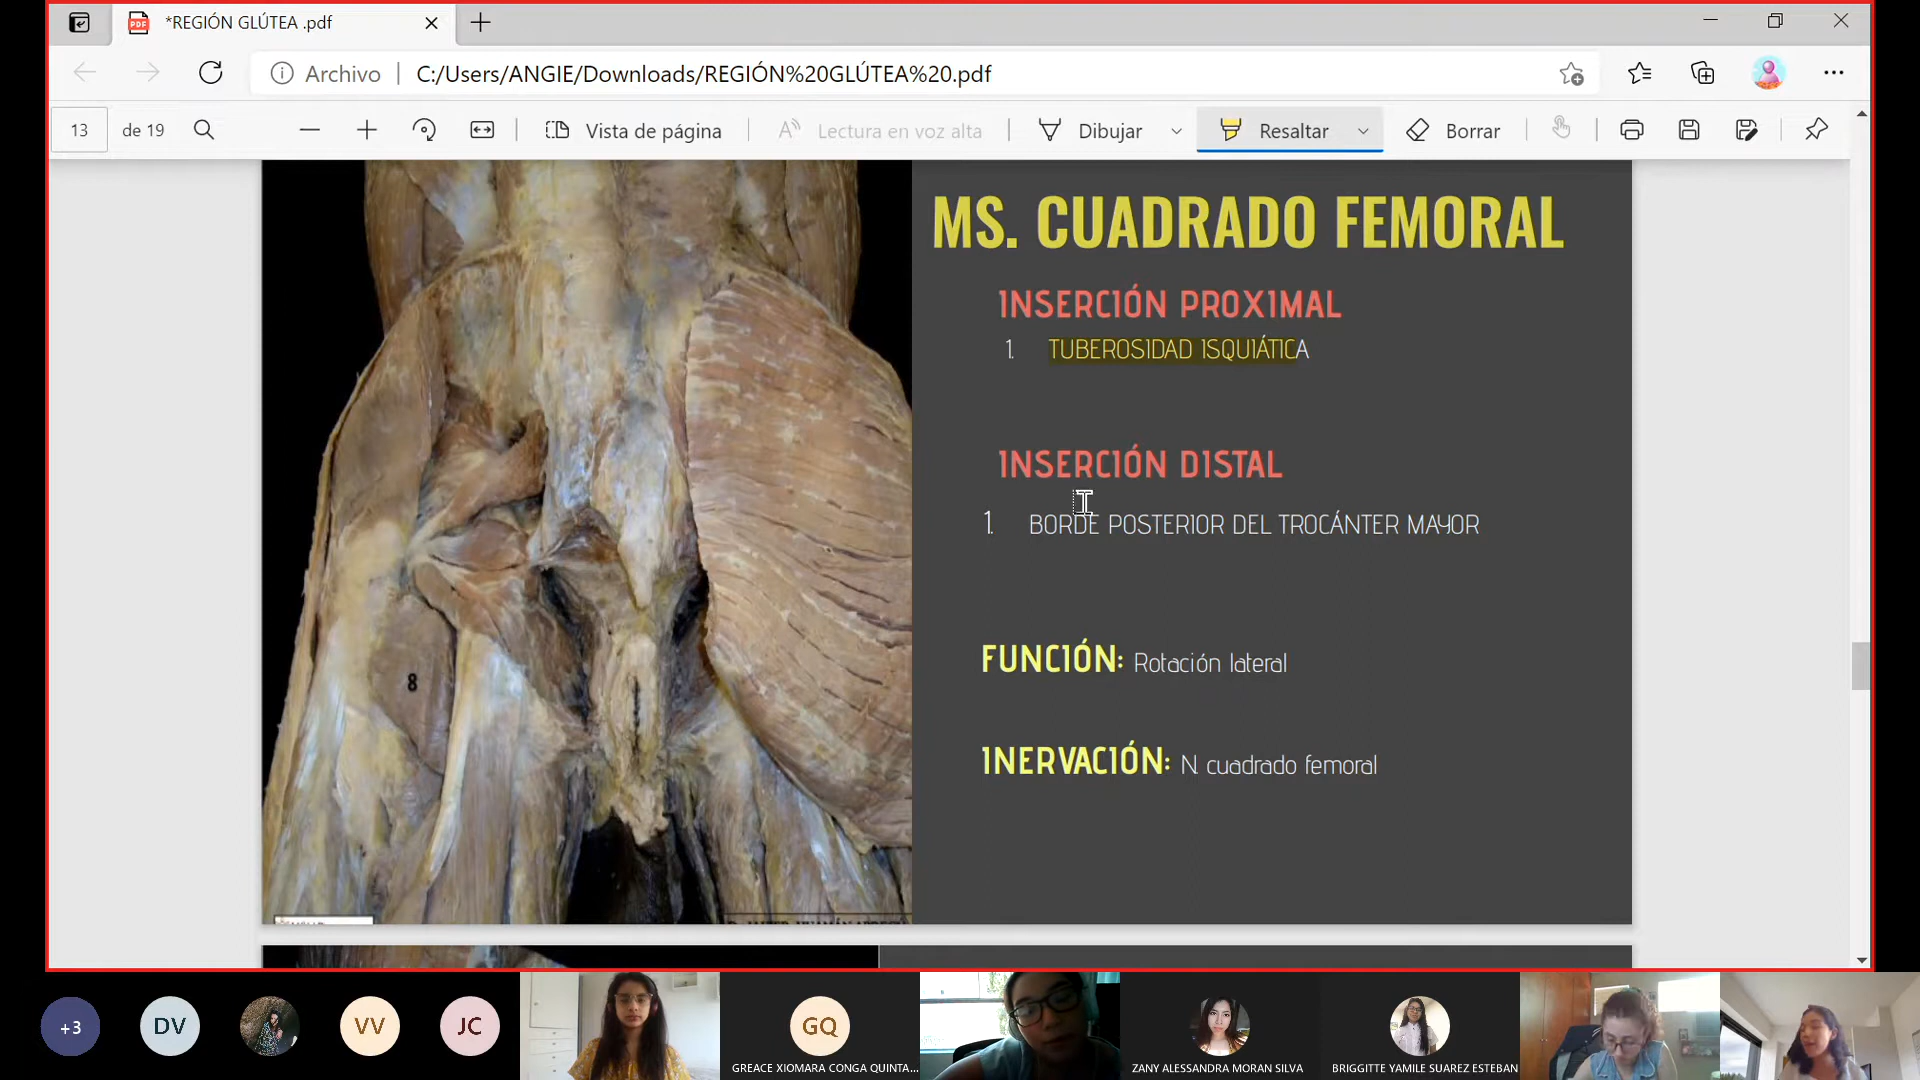 *REGIÓN GLÚTEA .pdf
Archivo
C:/Users/ANGIE/Downloads/REGIÓN%20GLÚTEA%20.pdf
13 de 19
Vista de página
Lectura en voz alta
Dibujar
Resaltar
Borrar
MS. CUADRADO FEMORAL
INSERCIÓN PROXIMAL
1. TUBEROSIDAD ISQUIÁTICA
INSERCIÓN DISTAL
1. BORDE POSTERIOR DEL TROCÁNTER MAYOR
8
FUNCIÓN: Rotación lateral
INERVACIÓN: N. cuadrado femoral
+3
DV
VV
JC
GQ
GREACE XIOMARA CONGA QUINTA...
ZANY ALESSANDRA MORAN SILVA
BRIGGITTE YAMILE SUAREZ ESTEBAN